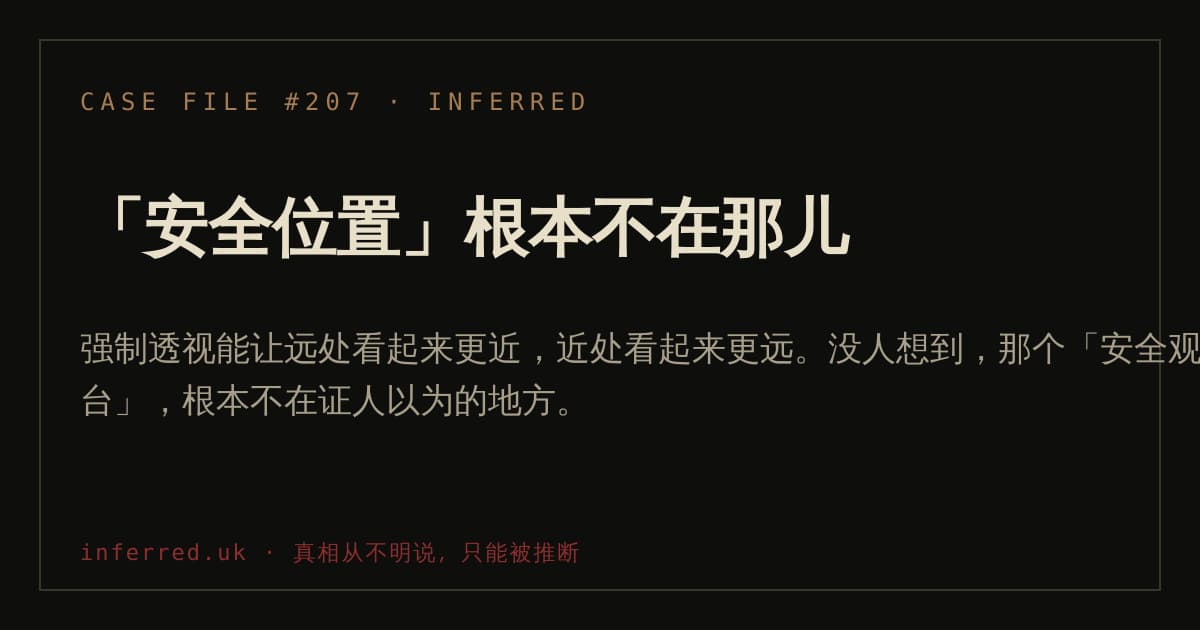 CASE FILE #207 · INFERRED
「安全位置」根本不在那儿
强制透视能让远处看起来更近，近处看起来更远。没人想到，那个「安全观
台」，根本不在证人以为的地方。
inferred.uk · 真相从不明说，只能被推断